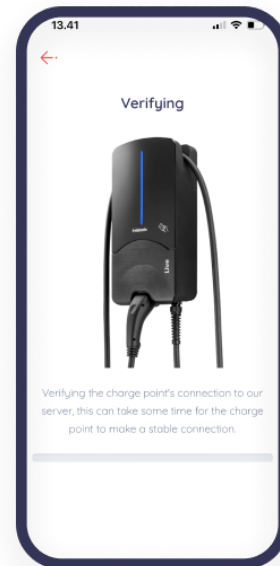 13.41
Verifying
Live
Verifying the charge point's connection to our
server, this can take some time for the charge
point to make a stable connection.